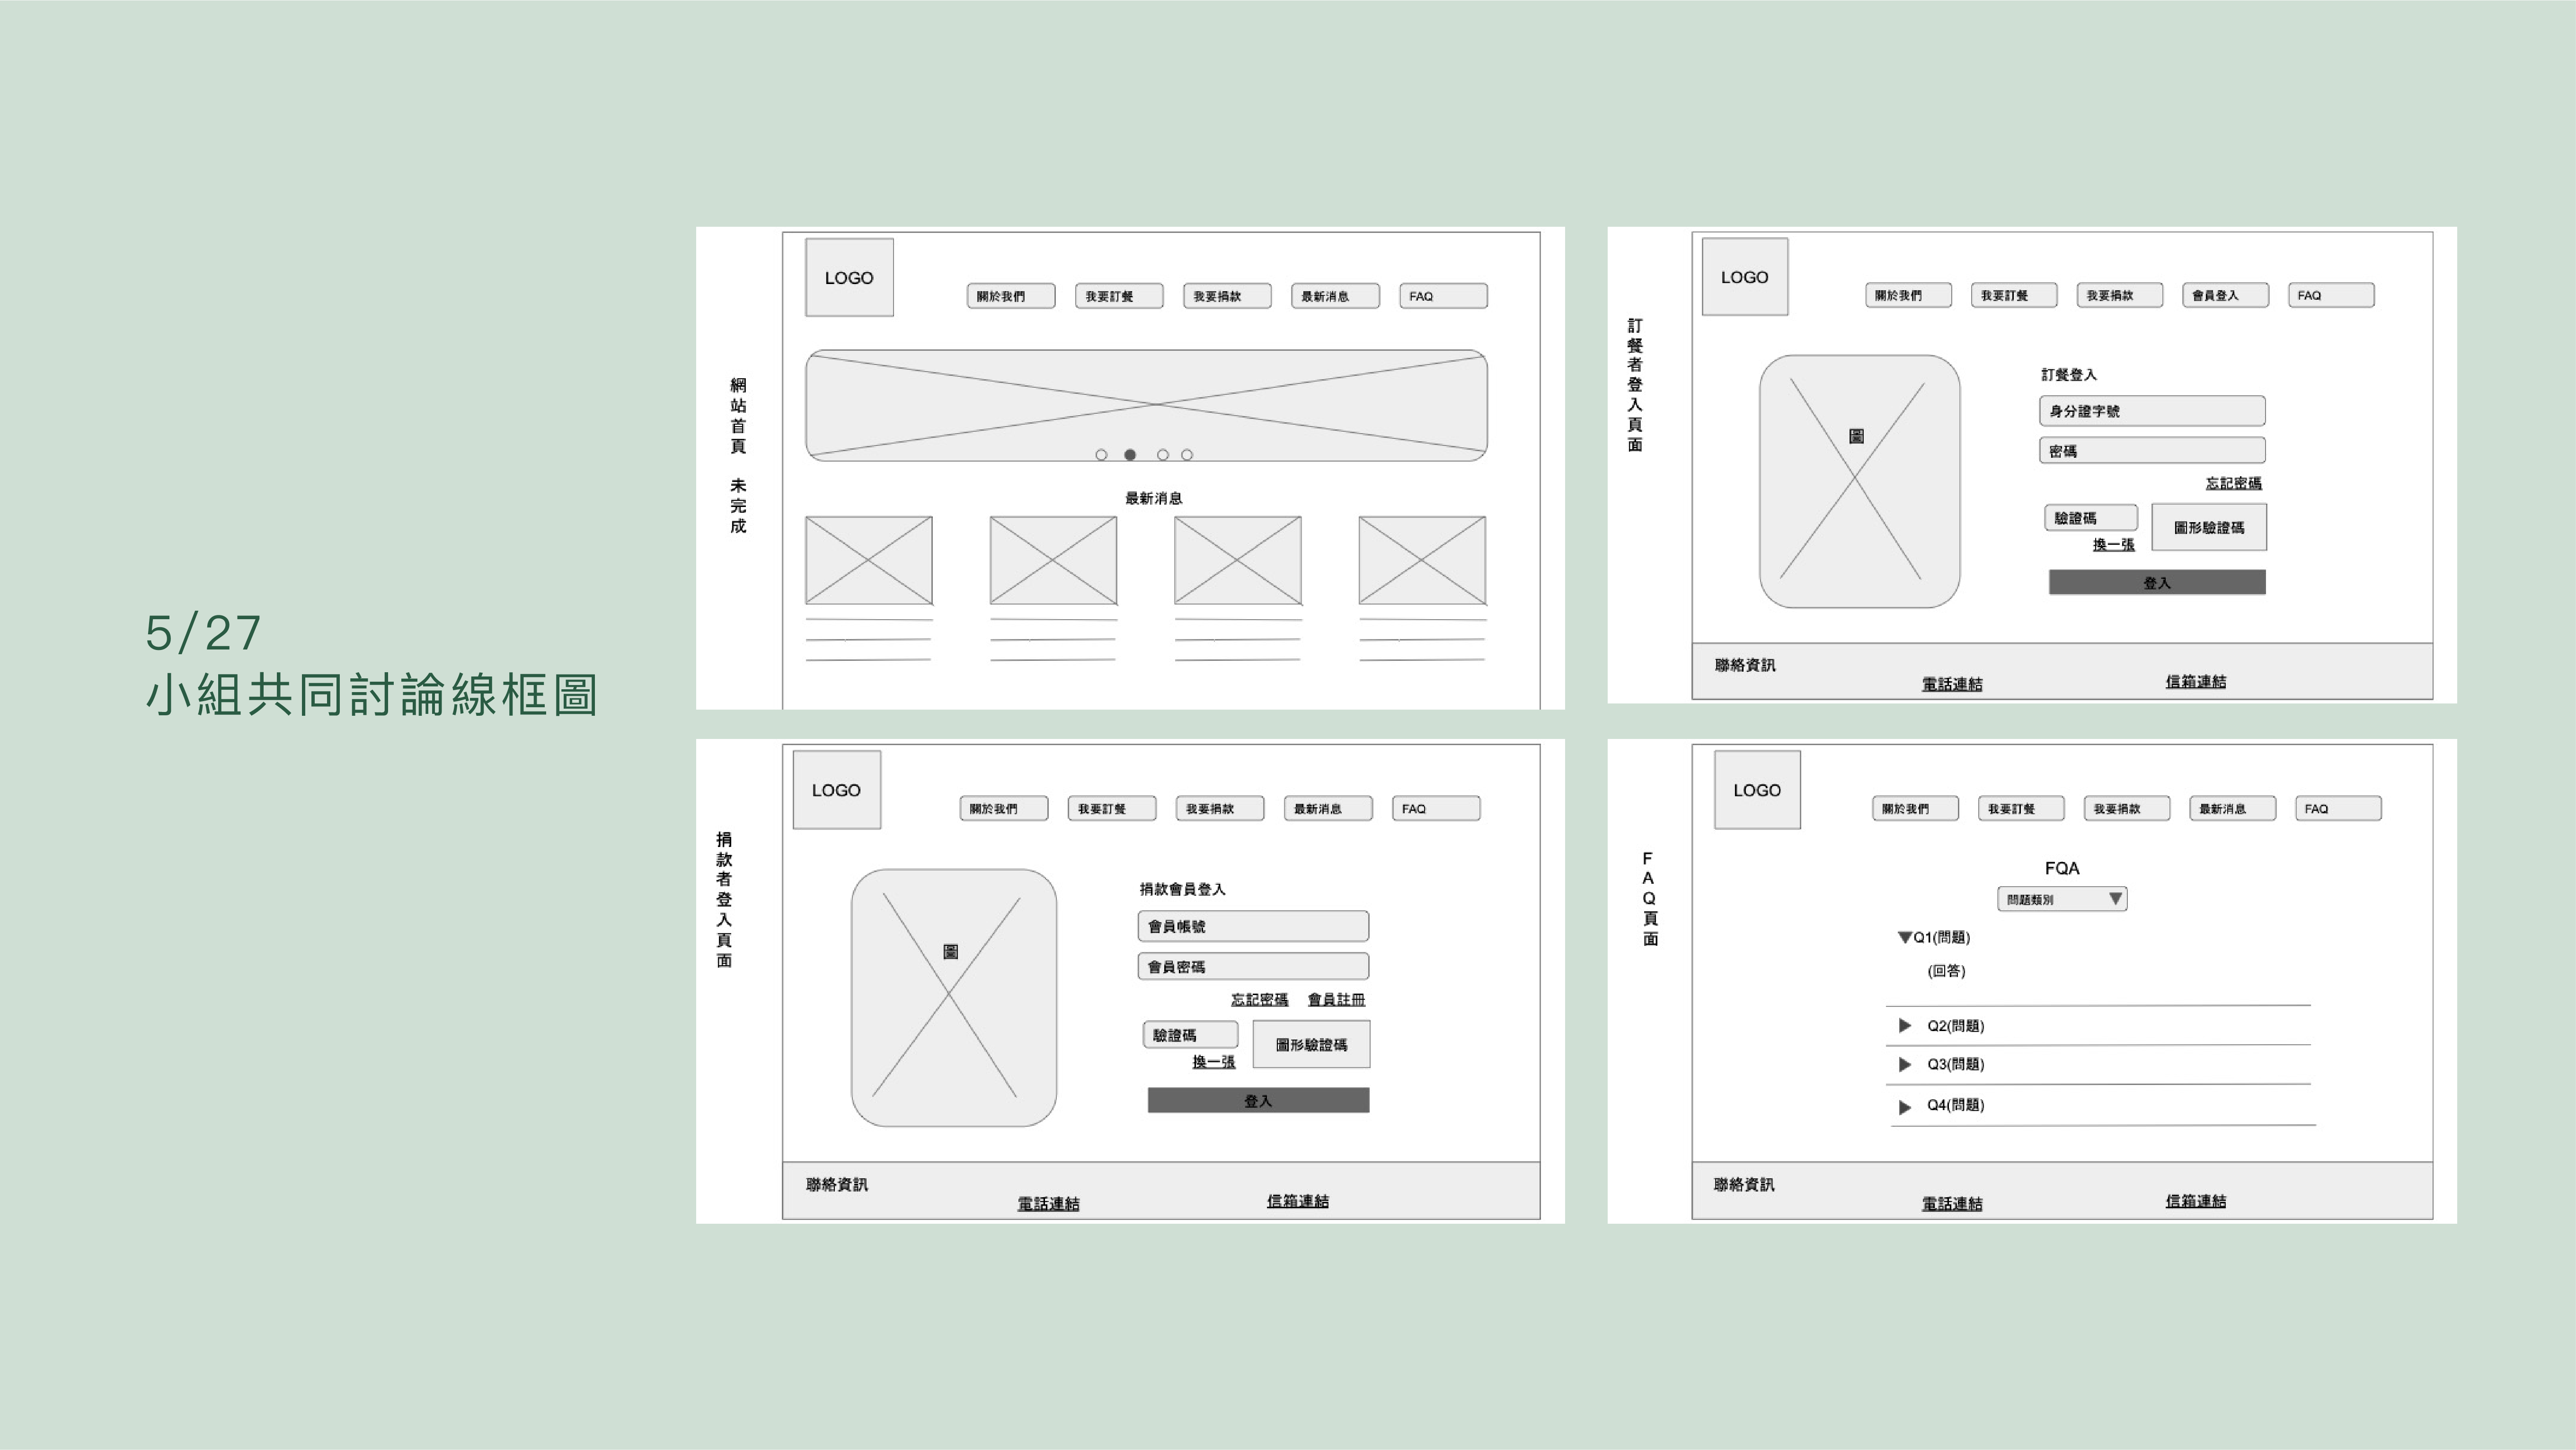 5/27
小組共同討論線框圖
網站首頁 未完成
LOGO
關於我們 我要訂餐 我要捐款 最新消息 FAQ
最新消息
訂餐者登入頁面
LOGO
關於我們 我要訂餐 我要捐款 會員登入 FAQ
圖
訂餐登入
身分證字號
密碼
忘記密碼
驗證碼
換一張
圖形驗證碼
登入
聯絡資訊
電話連結
信箱連結
捐款者登入頁面
LOGO
關於我們 我要訂餐 我要捐款 最新消息 FAQ
圖
捐款會員登入
會員帳號
會員密碼
忘記密碼 會員註冊
驗證碼
換一張
圖形驗證碼
登入
聯絡資訊
電話連結
信箱連結
FAQ頁面
LOGO
關於我們 我要訂餐 我要捐款 最新消息 FAQ
FQA
問題類別
Q1(問題)
(回答)
Q2(問題)
Q3(問題)
Q4(問題)
聯絡資訊
電話連結
信箱連結